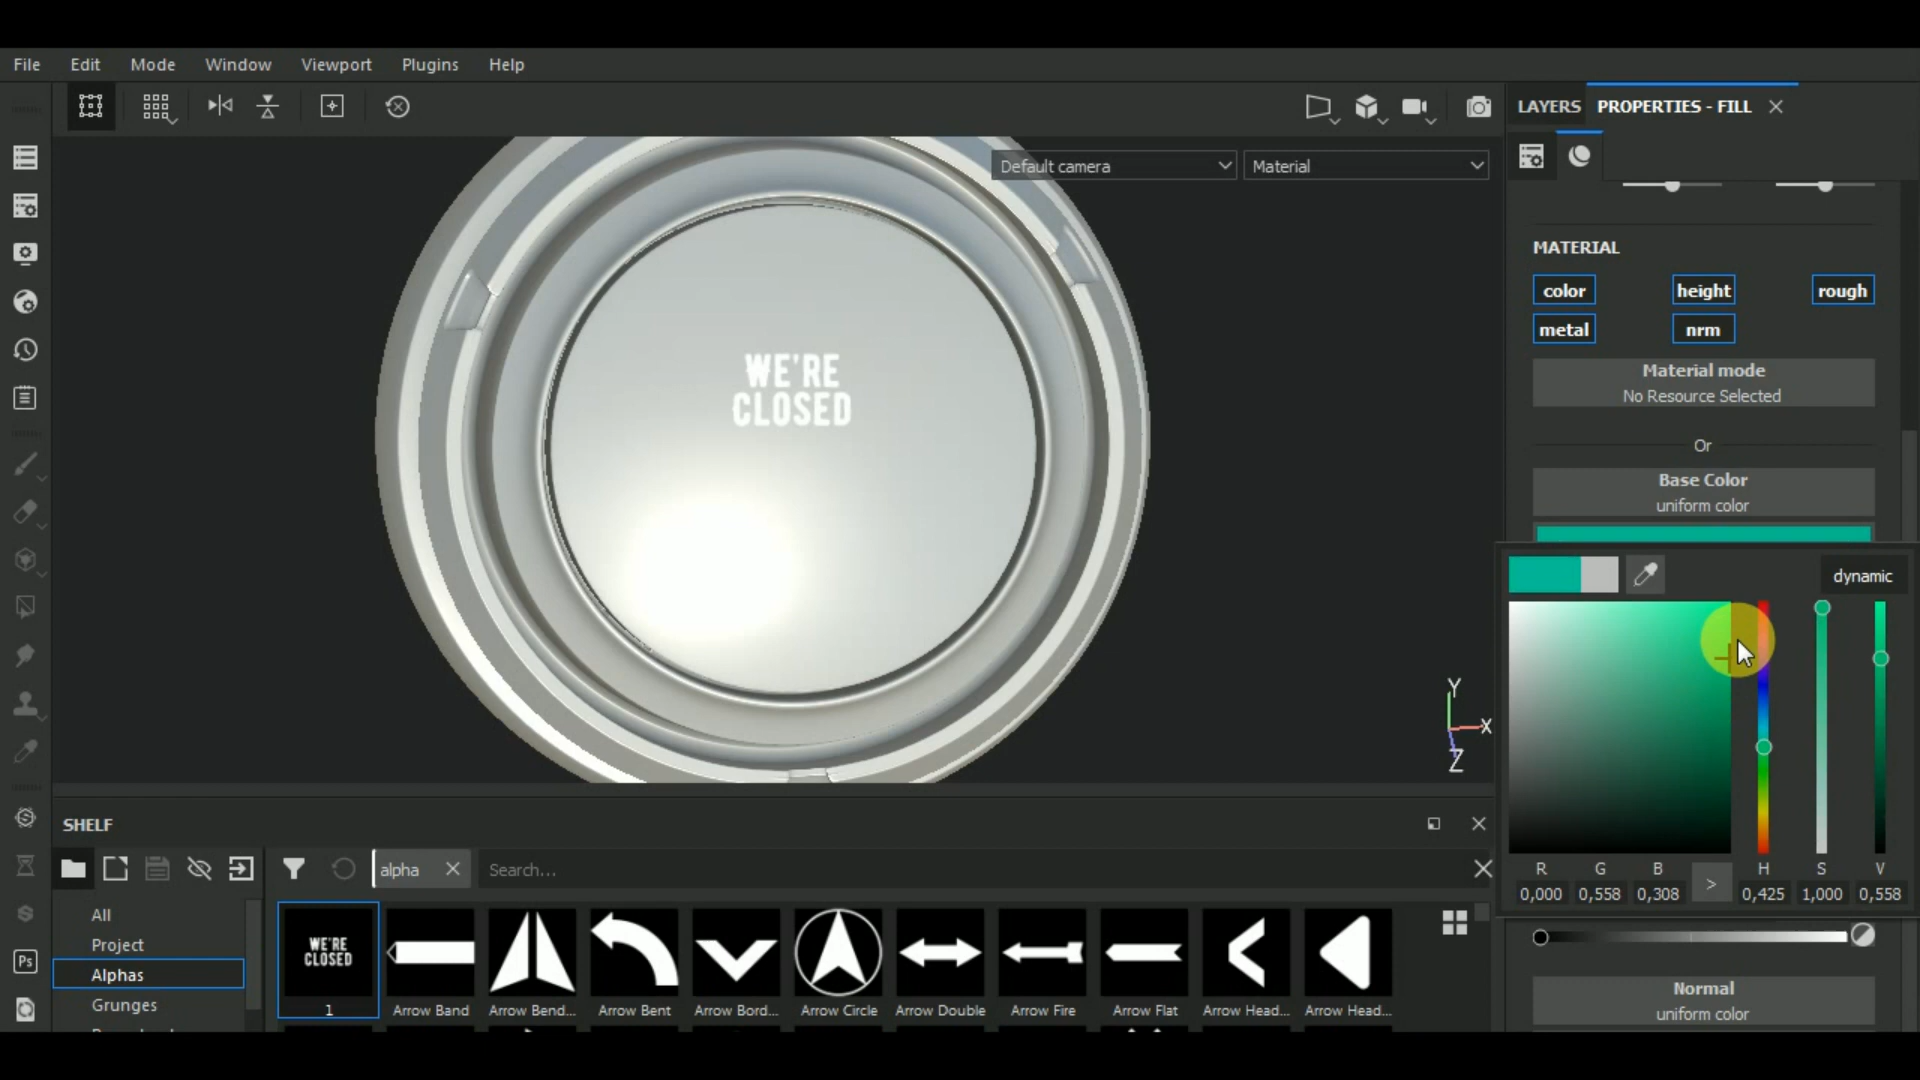 File Edit Mode Window Viewport Plugins Help
LAYERS PROPERTIES - FILL
Default camera Material
MATERIAL
color height rough
metal nrm
Material mode
No Resource Selected
Or
Base Color
uniform color
dynamic
WE'RE
CLOSED
Y
X
Z
R G B > H S V
0,000 0,558 0,308 0,425 1,000 0,558
Normal
uniform color
SHELF
alpha Search...
All
Project
Alphas
Grunges
Ps
WE'RE
CLOSED
1 Arrow Band Arrow Bend... Arrow Bent Arrow Bord... Arrow Circle Arrow Double Arrow Fire Arrow Flat Arrow Head... Arrow Head...